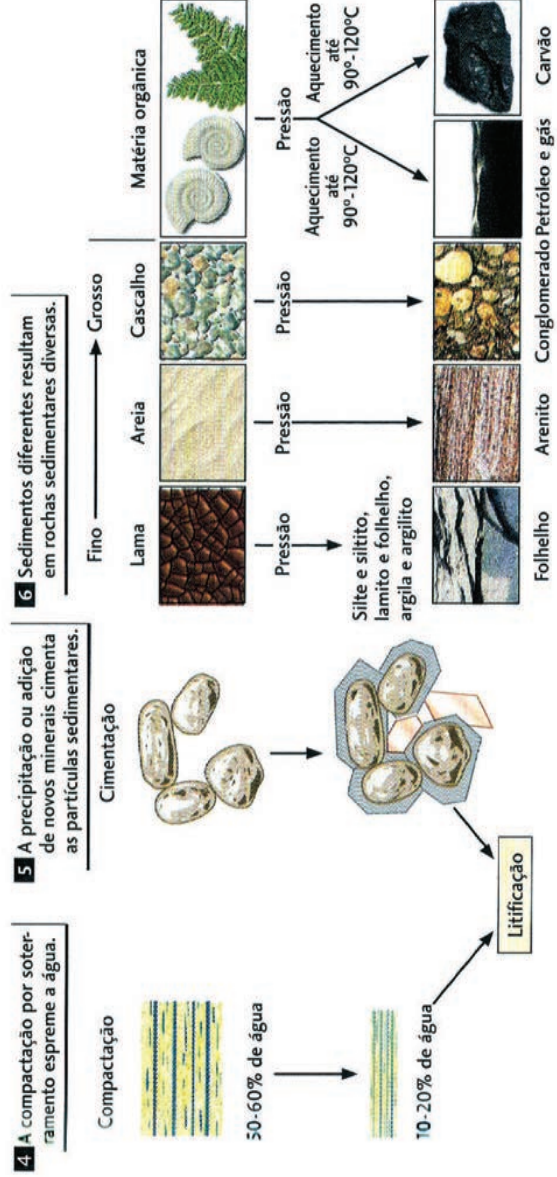 4 A compactação por soter-
ramento espreme a água.
Compactação
50-60% de água
10-20% de água
5 A precipitação ou adição
de novos minerais cimenta
as partículas sedimentares.
Cimentação
Litificação
6 Sedimentos diferentes resultam
em rochas sedimentares diversas.
Fino Grosso
Lama Areia Cascalho Matéria orgânica
Pressão Pressão Pressão Pressão
Silte e siltito,
lamito e folhelho,
argila e argilito
Aquecimento
até
90º-120ºC
Aquecimento
até
90º-120ºC
Folhelho Arenito Conglomerado Petróleo e gás Carvão